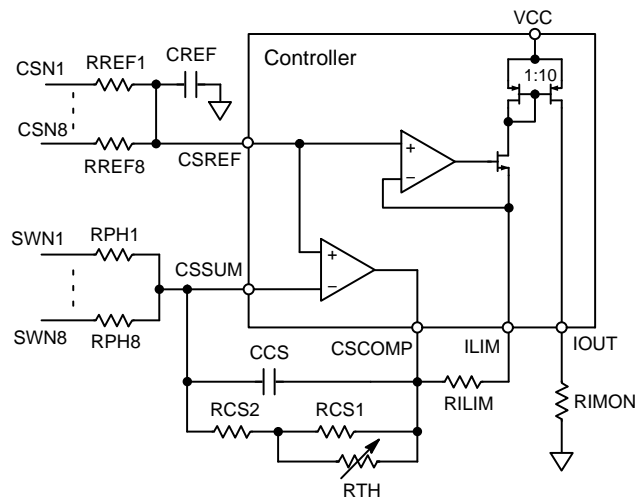 VCC
Controller
CREF
RREF1
CSN1
1:10
CSN8
RREF8
CSREF
+
−
SWN1
RPH1
CSSUM
+
−
SWN8
RPH8
CSCOMP
ILIM
IOUT
CCS
RILIM
RIMON
RCS2
RCS1
RTH